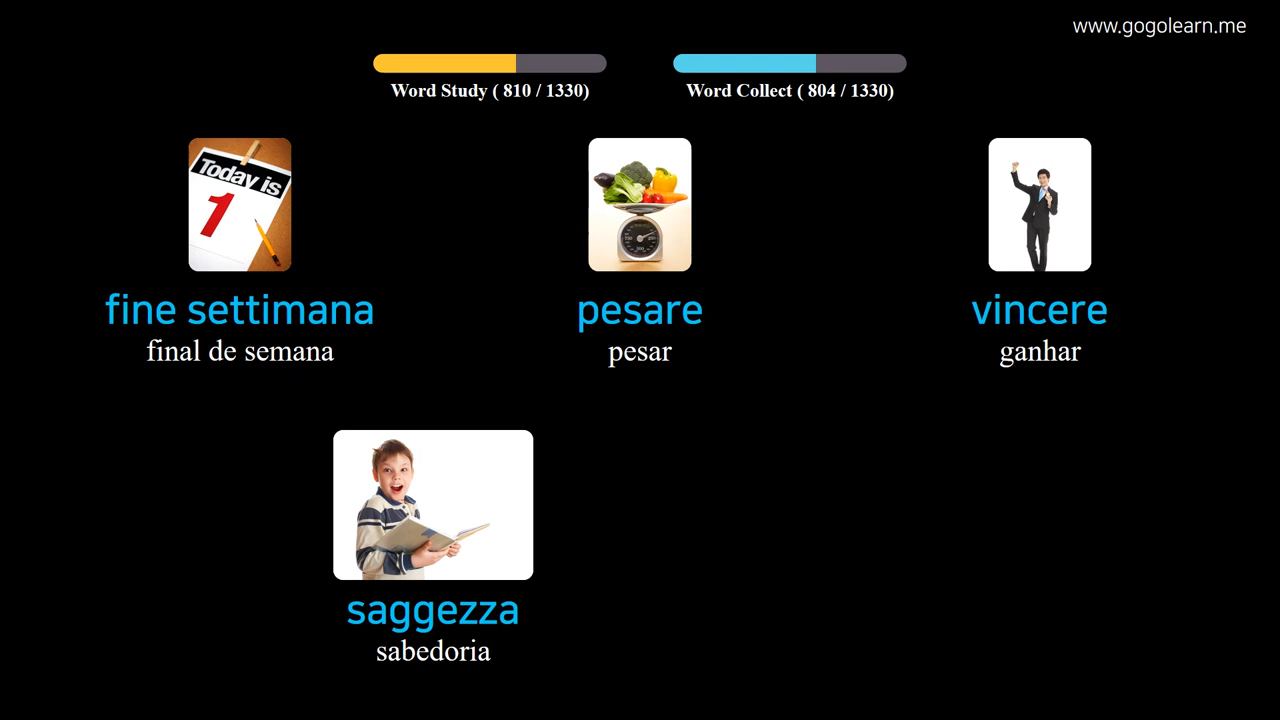 www.gogolearn.me
Word Study ( 810 / 1330)
Word Collect ( 804 / 1330)
Today is
1
fine settimana
final de semana
pesare
pesar
vincere
ganhar
saggezza
sabedoria